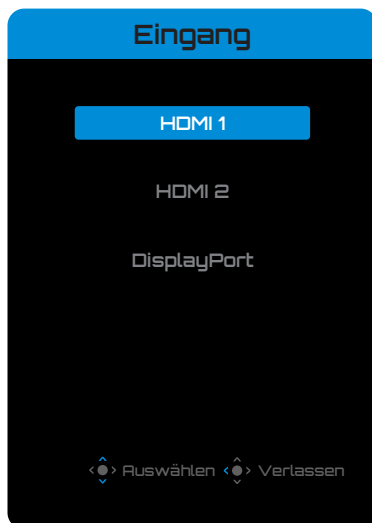 Eingang
HDMI 1
HDMI 2
DisplayPort
Auswählen Verlassen